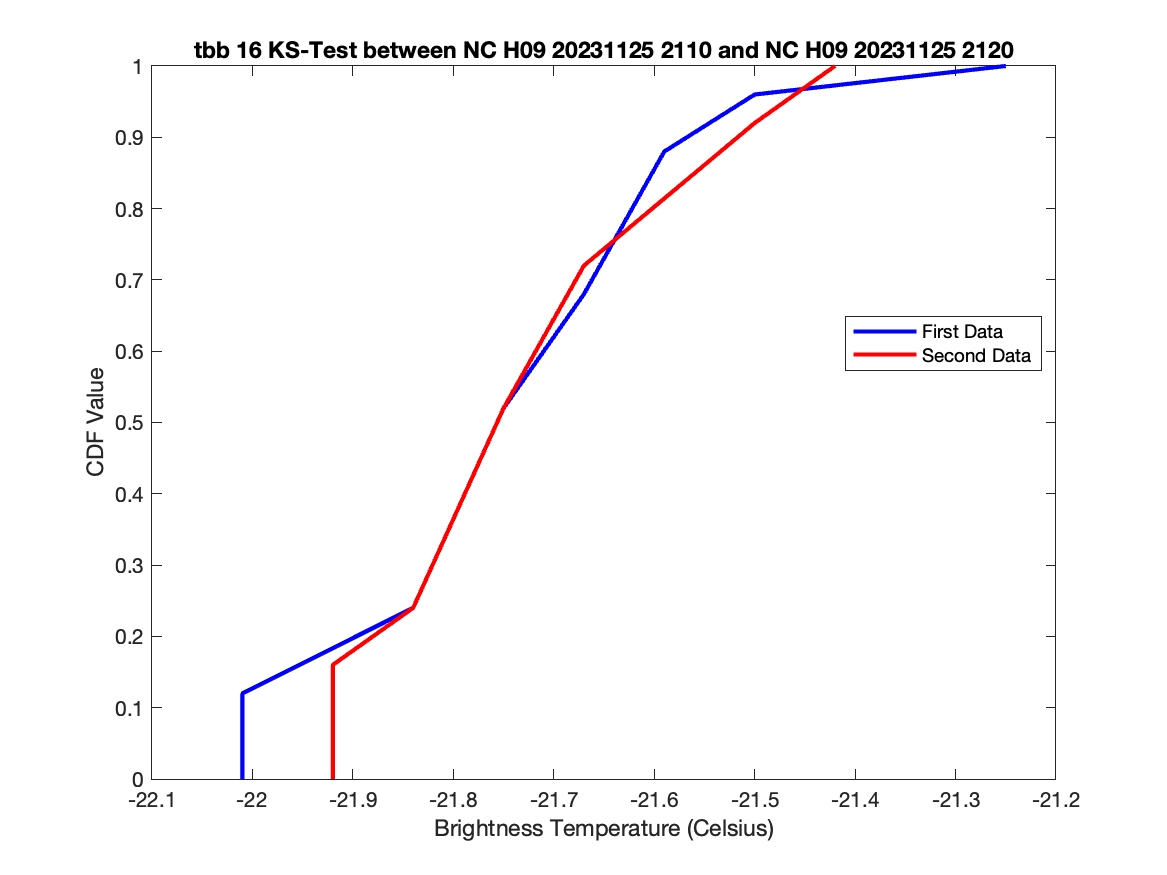 tbb 16 KS-Test between NC H09 20231125 2110 and NC H09 20231125 2120
1
0.9
0.8
0.7
0.6
0.5
0.4
0.3
0.2
0.1
0
CDF Value
First Data
Second Data
-22.1 -22 -21.9 -21.8 -21.7 -21.6 -21.5 -21.4 -21.3 -21.2
Brightness Temperature (Celsius)